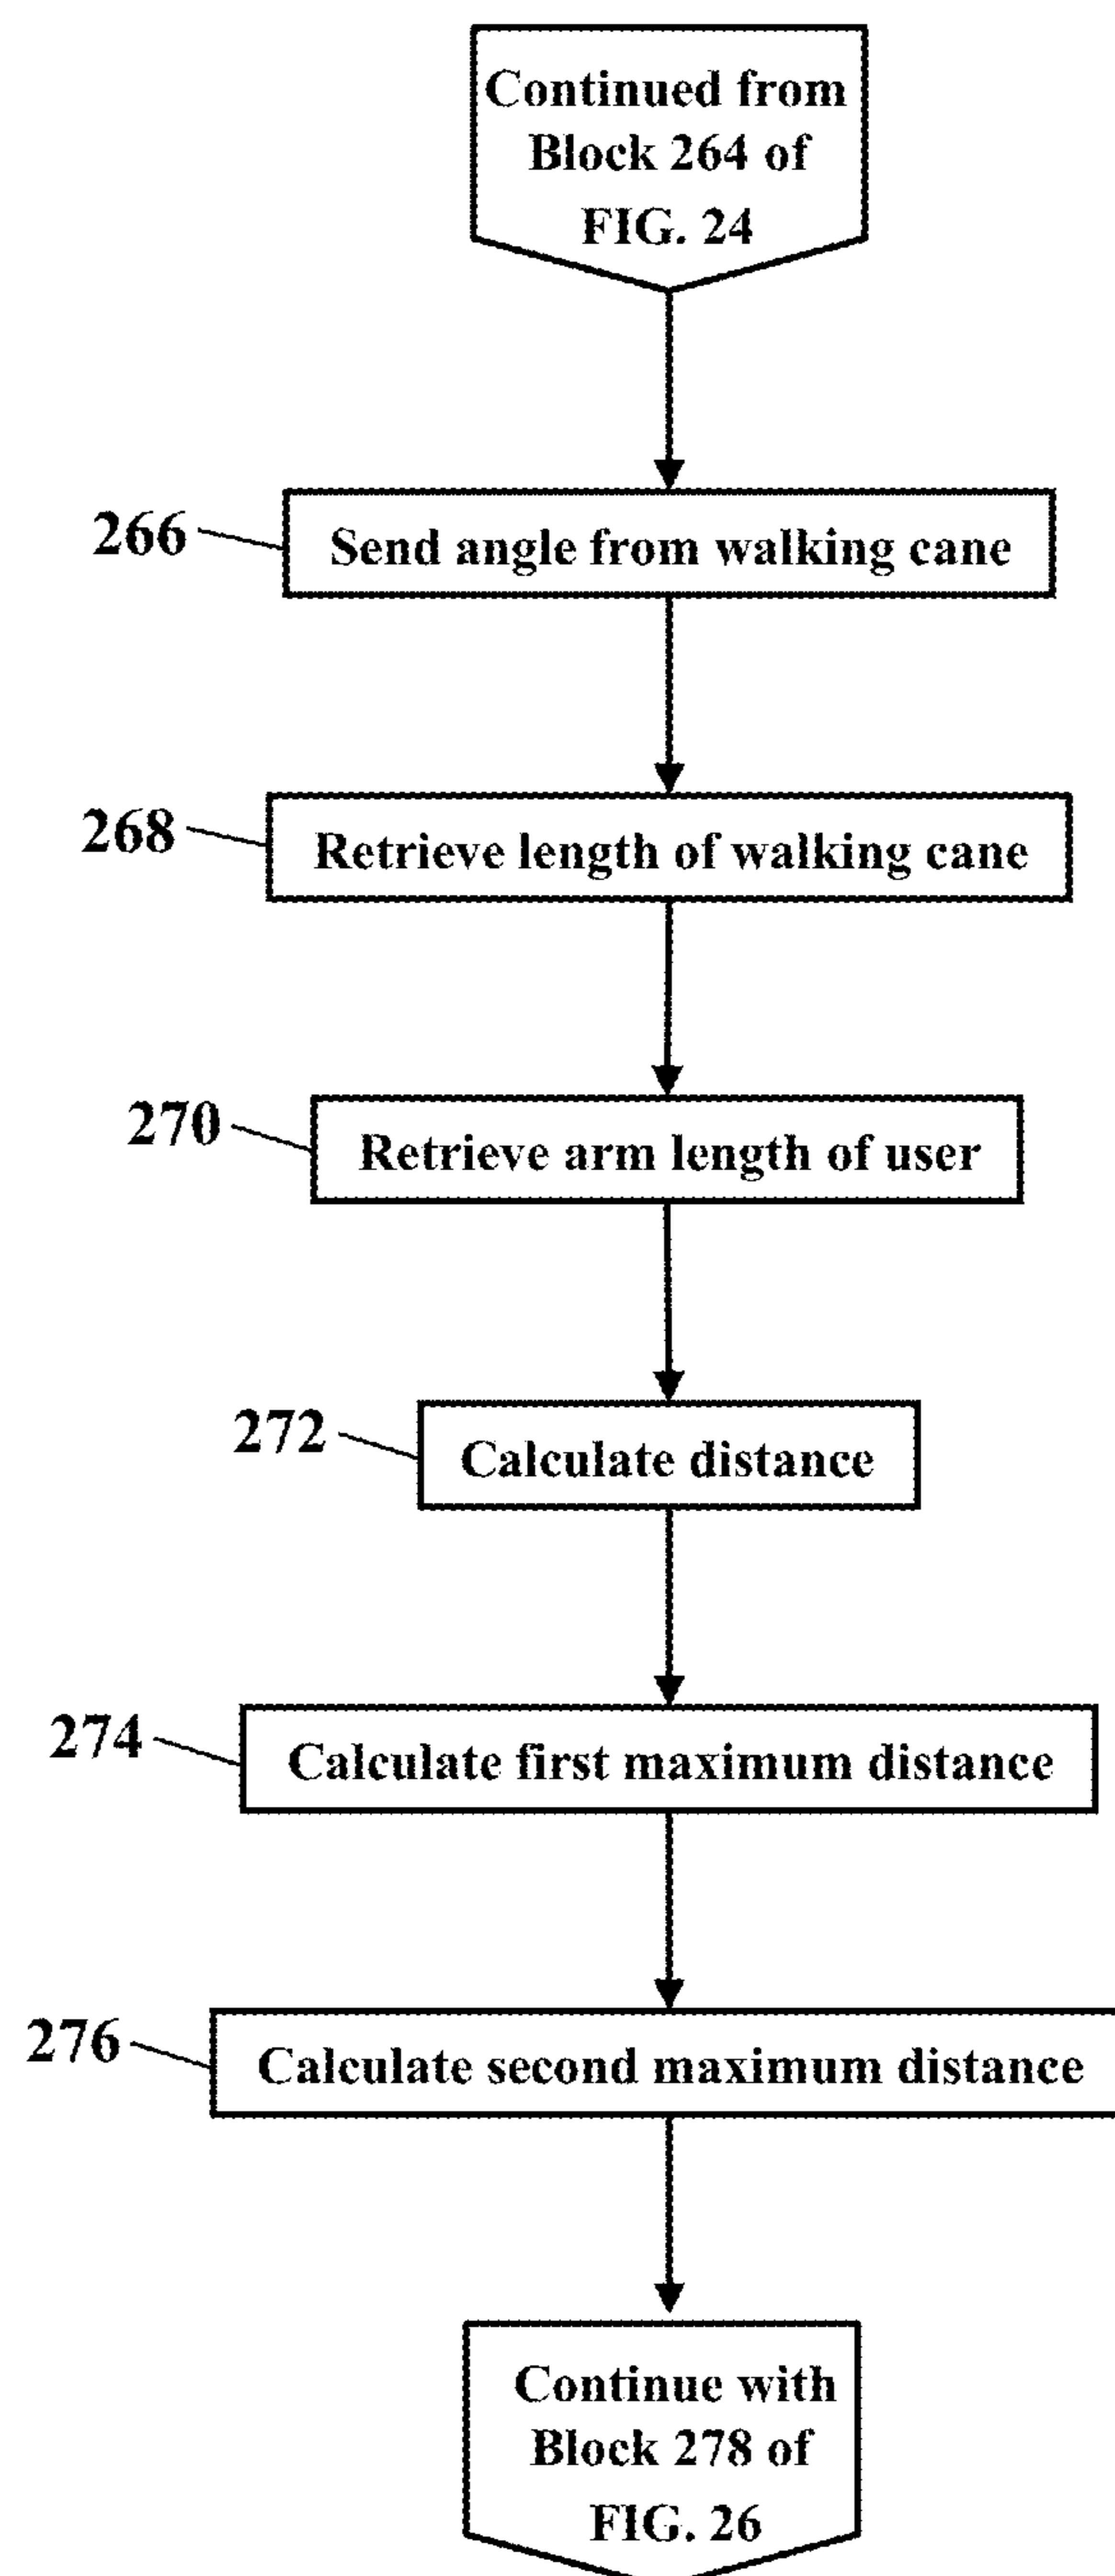 Continued from
Block 264 of
FIG. 24
266
Send angle from walking cane
268
Retrieve length of walking cane
270
Retrieve arm length of user
272
Calculate distance
274
Calculate first maximum distance
276
Calculate second maximum distance
Continue with
Block 278 of
FIG. 26